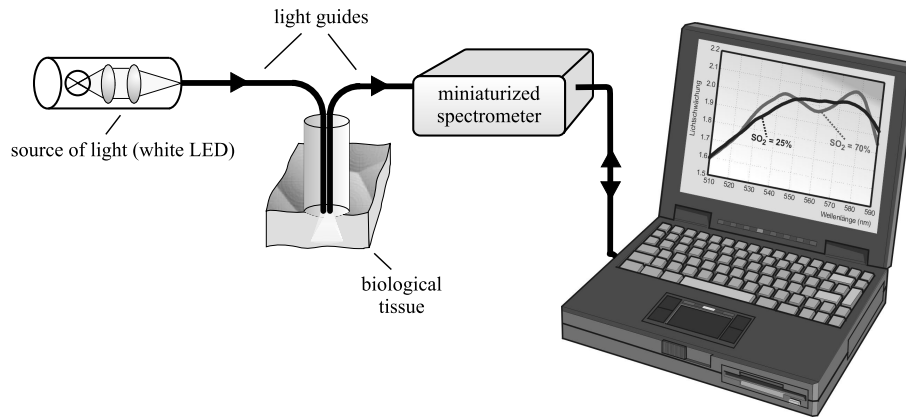 light guides
miniaturized
spectrometer
source of light (white LED)
biological
tissue
2.2
2.1
2.0
1.9
1.8
1.7
1.6
1.5
Lichtschwächung
SO₂ = 25%
SO₂ = 70%
510 520 530 540 550 560 570 580 590
Wellenlänge (nm)